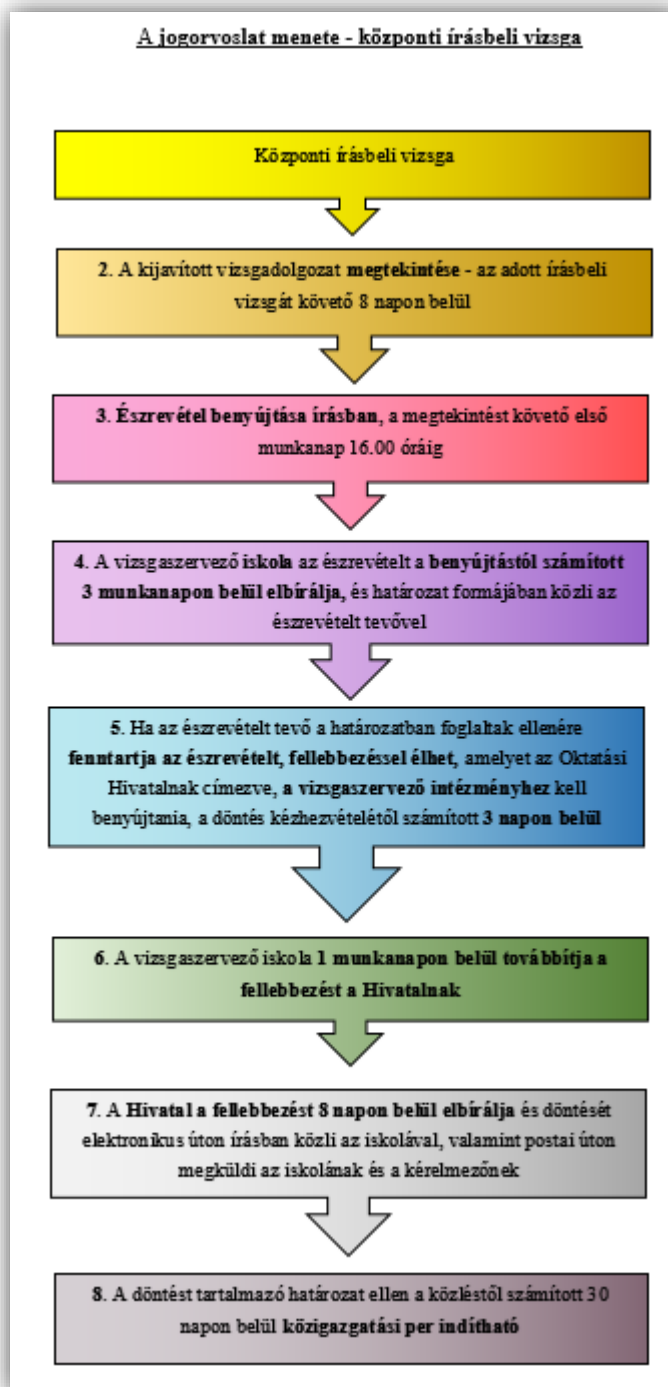 A jogorvoslat menete - központi írásbeli vizsga
Központi írásbeli vizsga
2. A kijavított vizsgadolgozat megtekintése - az adott írásbeli
vizsgát követő 8 napon belül
3. Észrevétel benyújtása írásban, a megtekintést követő első
munkanap 16.00 óráig
4. A vizsgaszervező iskola az észrevételt a benyújtástól számított
3 munkanapon belül elbírálja, és határozat formájában közli az
észrevételt tevővel
5. Ha az észrevételt tevő a határozatban foglaltak ellenére
fenntartja az észrevételt, fellebbezéssel élhet, amelyet az Oktatási
Hivatalnak címezve, a vizsgaszervező intézményhez kell
benyújtania, a döntés kézhezvételétől számított 3 napon belül
6. A vizsgaszervező iskola 1 munkanapon belül továbbítja a
fellebbezést a Hivatalnak
7. A Hivatal a fellebbezést 8 napon belül elbírálja és döntését
elektronikus úton írásban közli az iskolával, valamint postai úton
megküldi az iskolának és a kérelmezőnek
8. A döntést tartalmazó határozat ellen a közléstől számított 30
napon belül közigazgatási per indítható